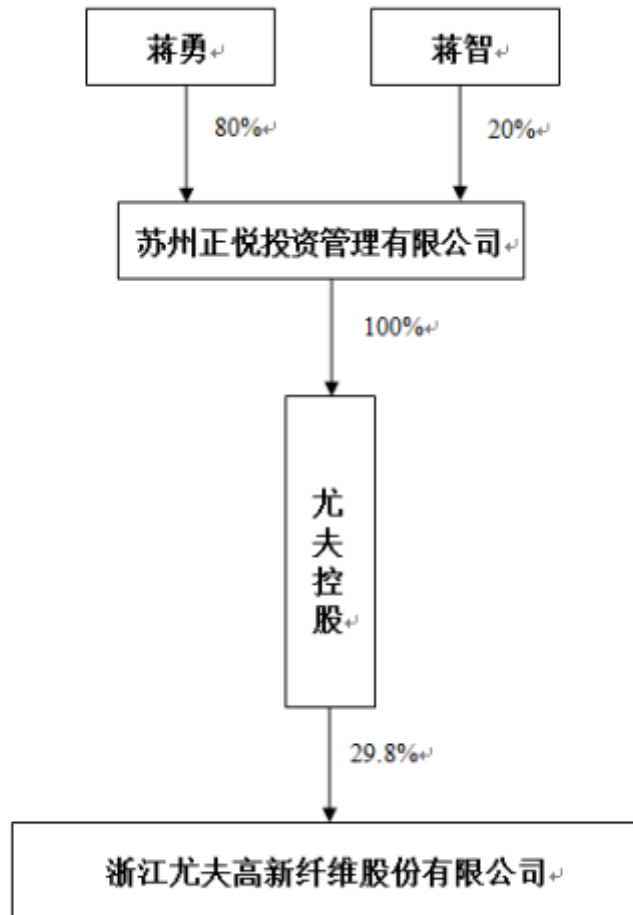 蒋勇
蒋智
80%
20%
苏州正悦投资管理有限公司
100%
尤夫控股
29.8%
浙江尤夫高新纤维股份有限公司